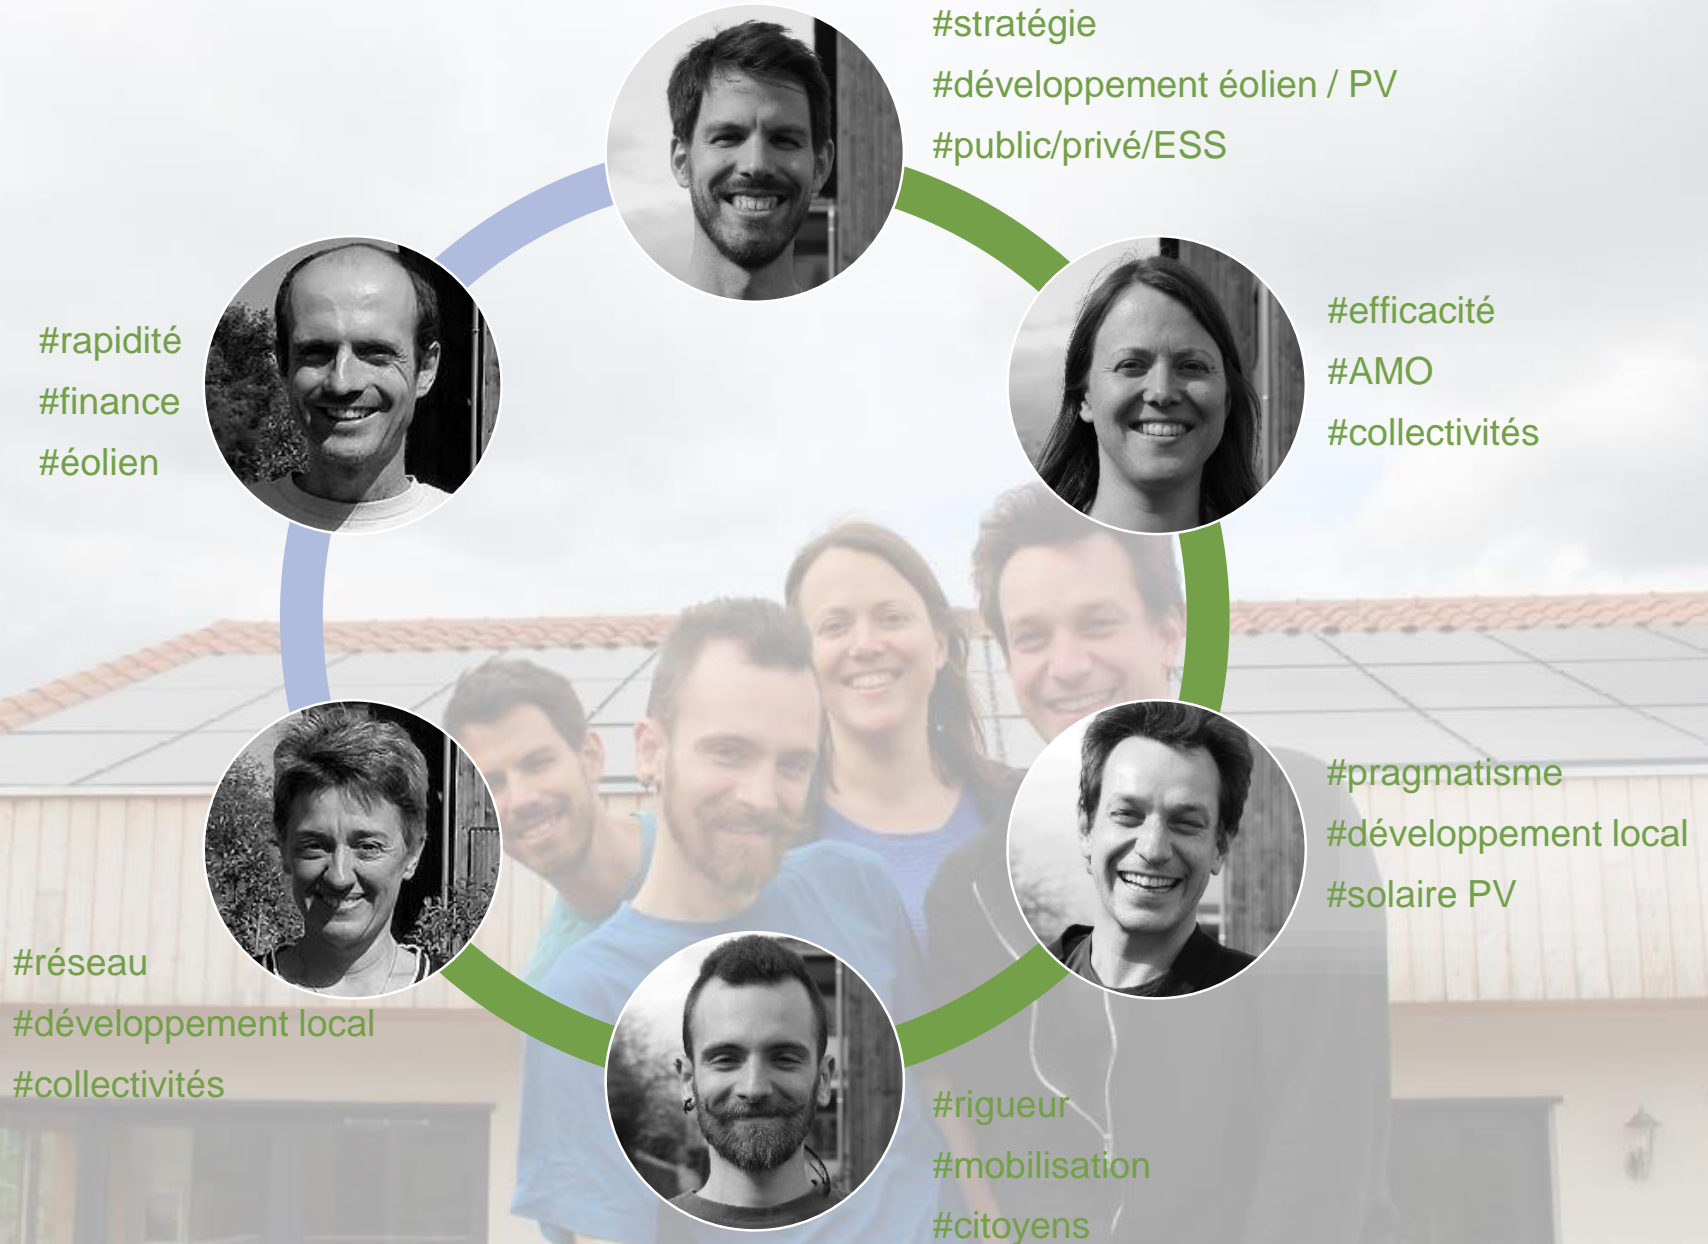 #stratégie
#développement éolien / PV
#public/privé/ESS
#efficacité
#AMO
#collectivités
#pragmatisme
#développement local
#solaire PV
#rigueur
#mobilisation
#citoyens
#réseau
#développement local
#collectivités
#rapidité
#finance
#éolien